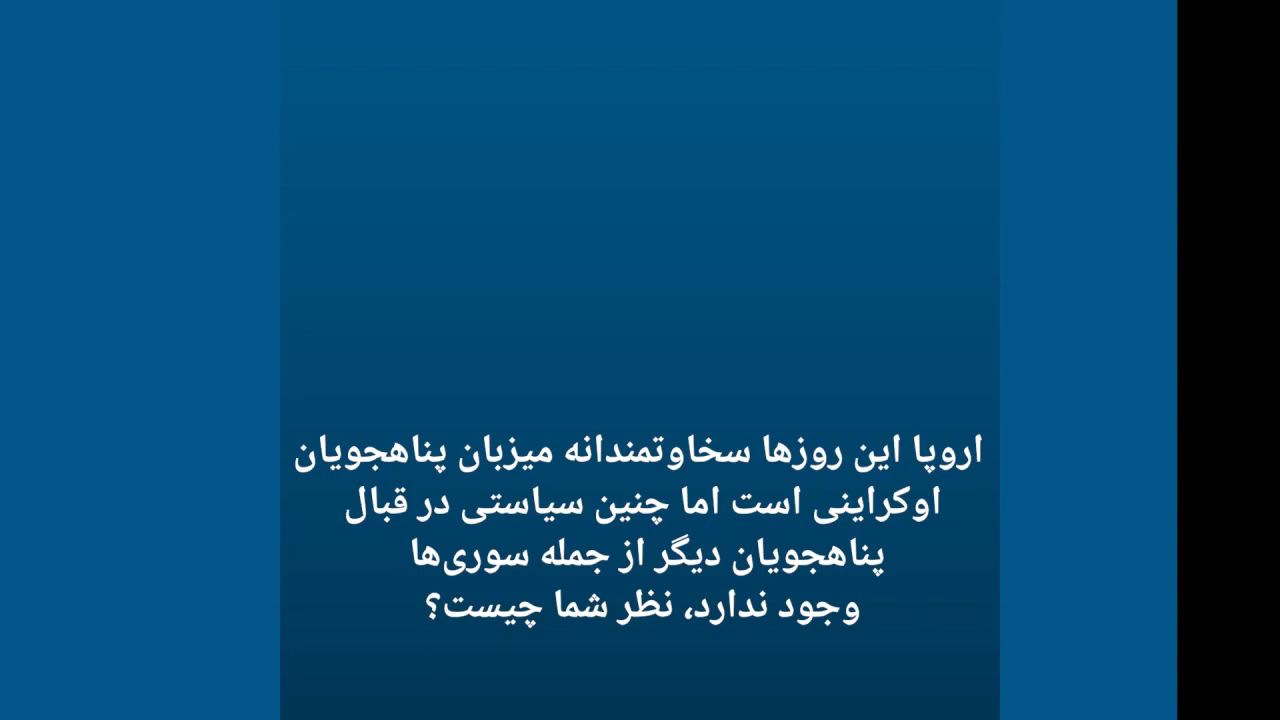 اروپا این روزها سخاوتمندانه میزبان پناهجویان
اوکراینی است اما چنین سیاستی در قبال
پناهجویان دیگر از جمله سوری‌ها
وجود ندارد، نظر شما چیست؟